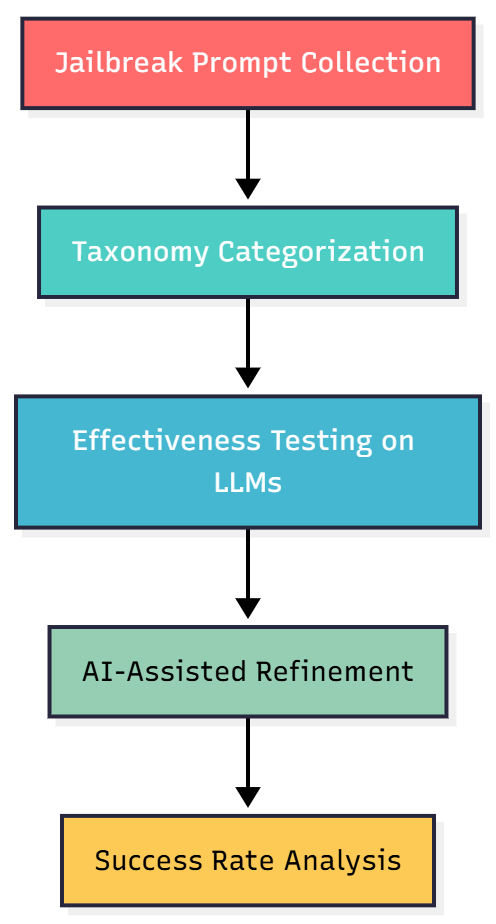 Jailbreak Prompt Collection
Taxonomy Categorization
Effectiveness Testing on
LLMs
AI-Assisted Refinement
Success Rate Analysis